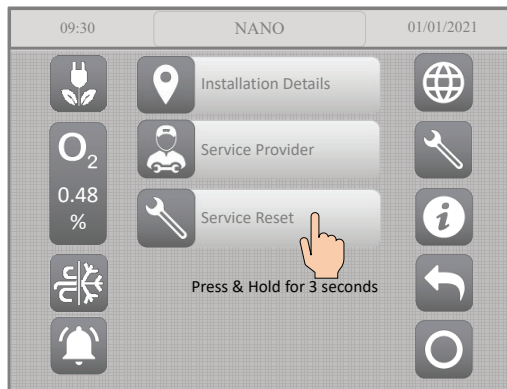 09:30 NANO 01/01/2021
Installation Details
O2
Service Provider
0.48
%
Service Reset
Press & Hold for 3 seconds